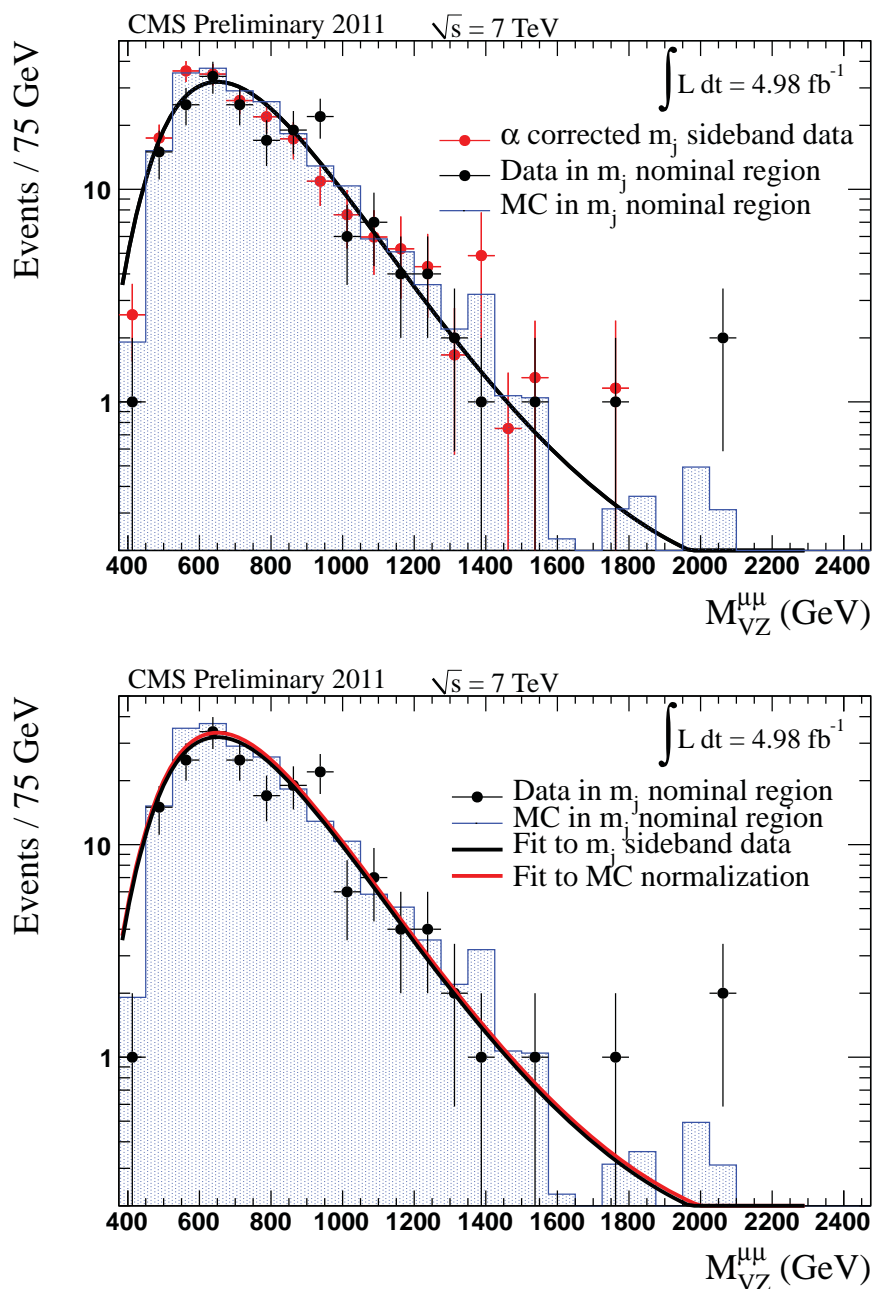 CMS Preliminary 2011 √s = 7 TeV
∫ L dt = 4.98 fb⁻¹
α corrected m_j sideband data
Data in m_j nominal region
MC in m_j nominal region
Events / 75 GeV
10
1
400 600 800 1000 1200 1400 1600 1800 2000 2200 2400
M_VZ^μμ (GeV)
CMS Preliminary 2011 √s = 7 TeV
∫ L dt = 4.98 fb⁻¹
Data in m_j nominal region
MC in m_j nominal region
Fit to m_j sideband data
Fit to MC normalization
Events / 75 GeV
10
1
400 600 800 1000 1200 1400 1600 1800 2000 2200 2400
M_VZ^μμ (GeV)